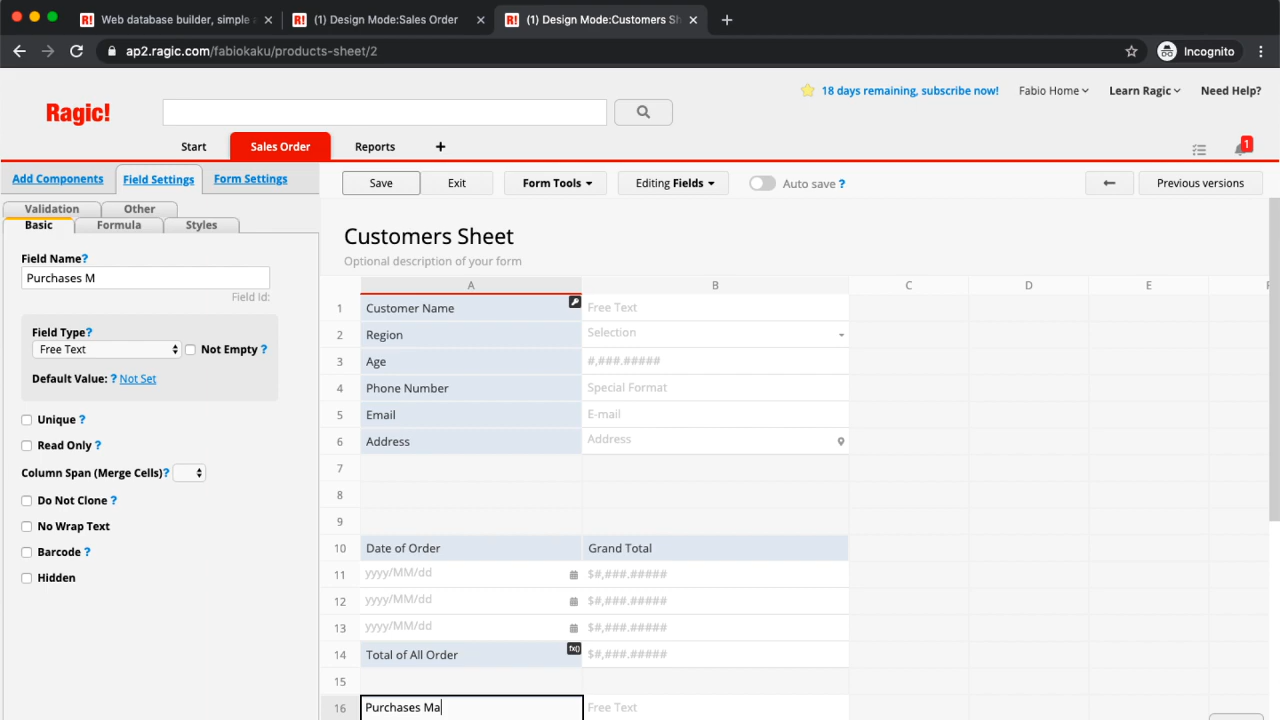 R! Web database builder, simple a
R! (1) Design Mode:Sales Order
R! (1) Design Mode:Customers Sh
ap2.ragic.com/fabiokaku/products-sheet/2
Incognito
Ragic!
18 days remaining, subscribe now!
Fabio Home
Learn Ragic
Need Help?
Start
Sales Order
Reports
+
1
Add Components
Field Settings
Form Settings
Save
Exit
Form Tools
Editing Fields
Auto save ?
Previous versions
Validation
Other
Basic
Formula
Styles
Field Name?
Purchases M
Field Id:
Field Type?
Free Text
Not Empty ?
Default Value: ? Not Set
Unique ?
Read Only ?
Column Span (Merge Cells)?
Do Not Clone ?
No Wrap Text
Barcode ?
Hidden
Customers Sheet
Optional description of your form
A B C D E F
1 Customer Name Free Text
2 Region Selection
3 Age #,###.#####
4 Phone Number Special Format
5 Email E-mail
6 Address Address
7
8
9
10 Date of Order Grand Total
11 yyyy/MM/dd $#,###.#####
12 yyyy/MM/dd $#,###.#####
13 yyyy/MM/dd $#,###.#####
14 Total of All Order fx() $#,###.#####
15
16 Purchases Ma Free Text